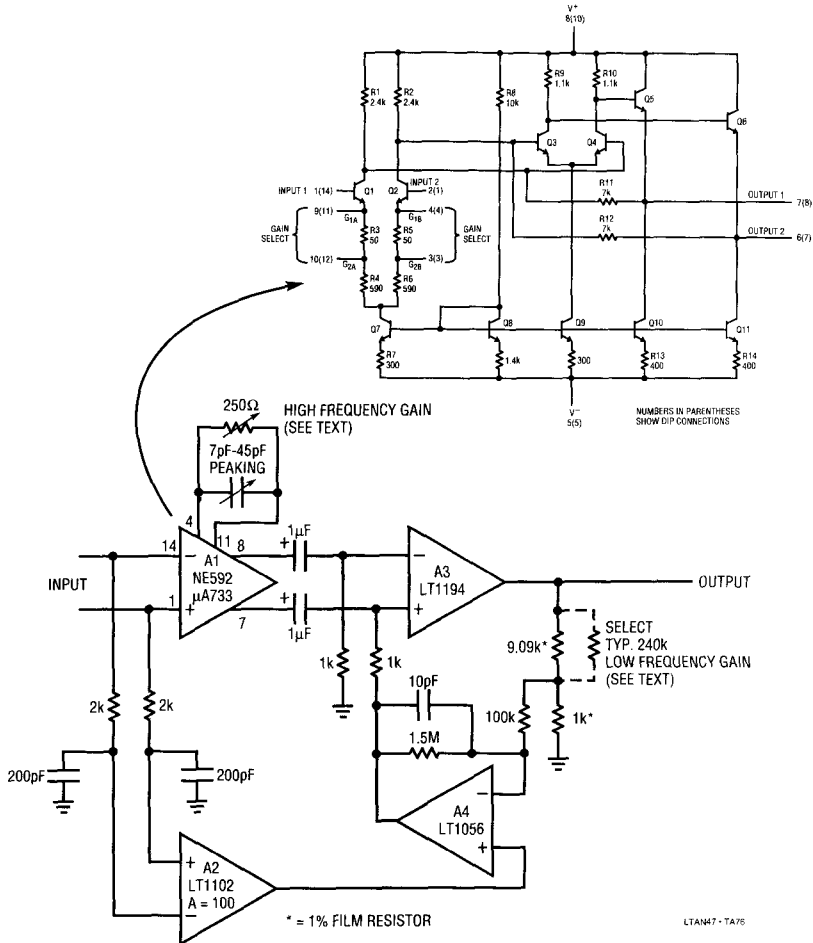 V+
8(10)
R1
2.4k
R2
2.4k
R8
10k
R9
1.1k
R10
1.1k
Q5
Q6
Q3
Q4
INPUT 1
1(14)
Q1
Q2
INPUT 2
2(1)
R11
7k
OUTPUT 1
7(8)
R12
7k
OUTPUT 2
6(7)
9(11)
G1A
4(4)
G1B
GAIN
SELECT
R3
50
R5
50
GAIN
SELECT
10(12)
G2A
3(3)
G2B
R4
590
R6
590
Q7
Q8
Q9
Q10
Q11
R7
300
1.4k
300
R13
400
R14
400
V−
5(5)
NUMBERS IN PARENTHESES
SHOW DIP CONNECTIONS
250Ω
HIGH FREQUENCY GAIN
(SEE TEXT)
7pF-45pF
PEAKING
4
11
14
−
A1
NE592
μA733
8
INPUT
1
+
7
+
1μF
+
1μF
−
A3
LT1194
+
OUTPUT
1k
1k
9.09k*
SELECT
TYP. 240k
LOW FREQUENCY GAIN
(SEE TEXT)
10pF
1.5M
100k
1k*
2k
2k
200pF
200pF
−
A4
LT1056
+
+
A2
LT1102
A = 100
−
* = 1% FILM RESISTOR
LTAN47 • TA76